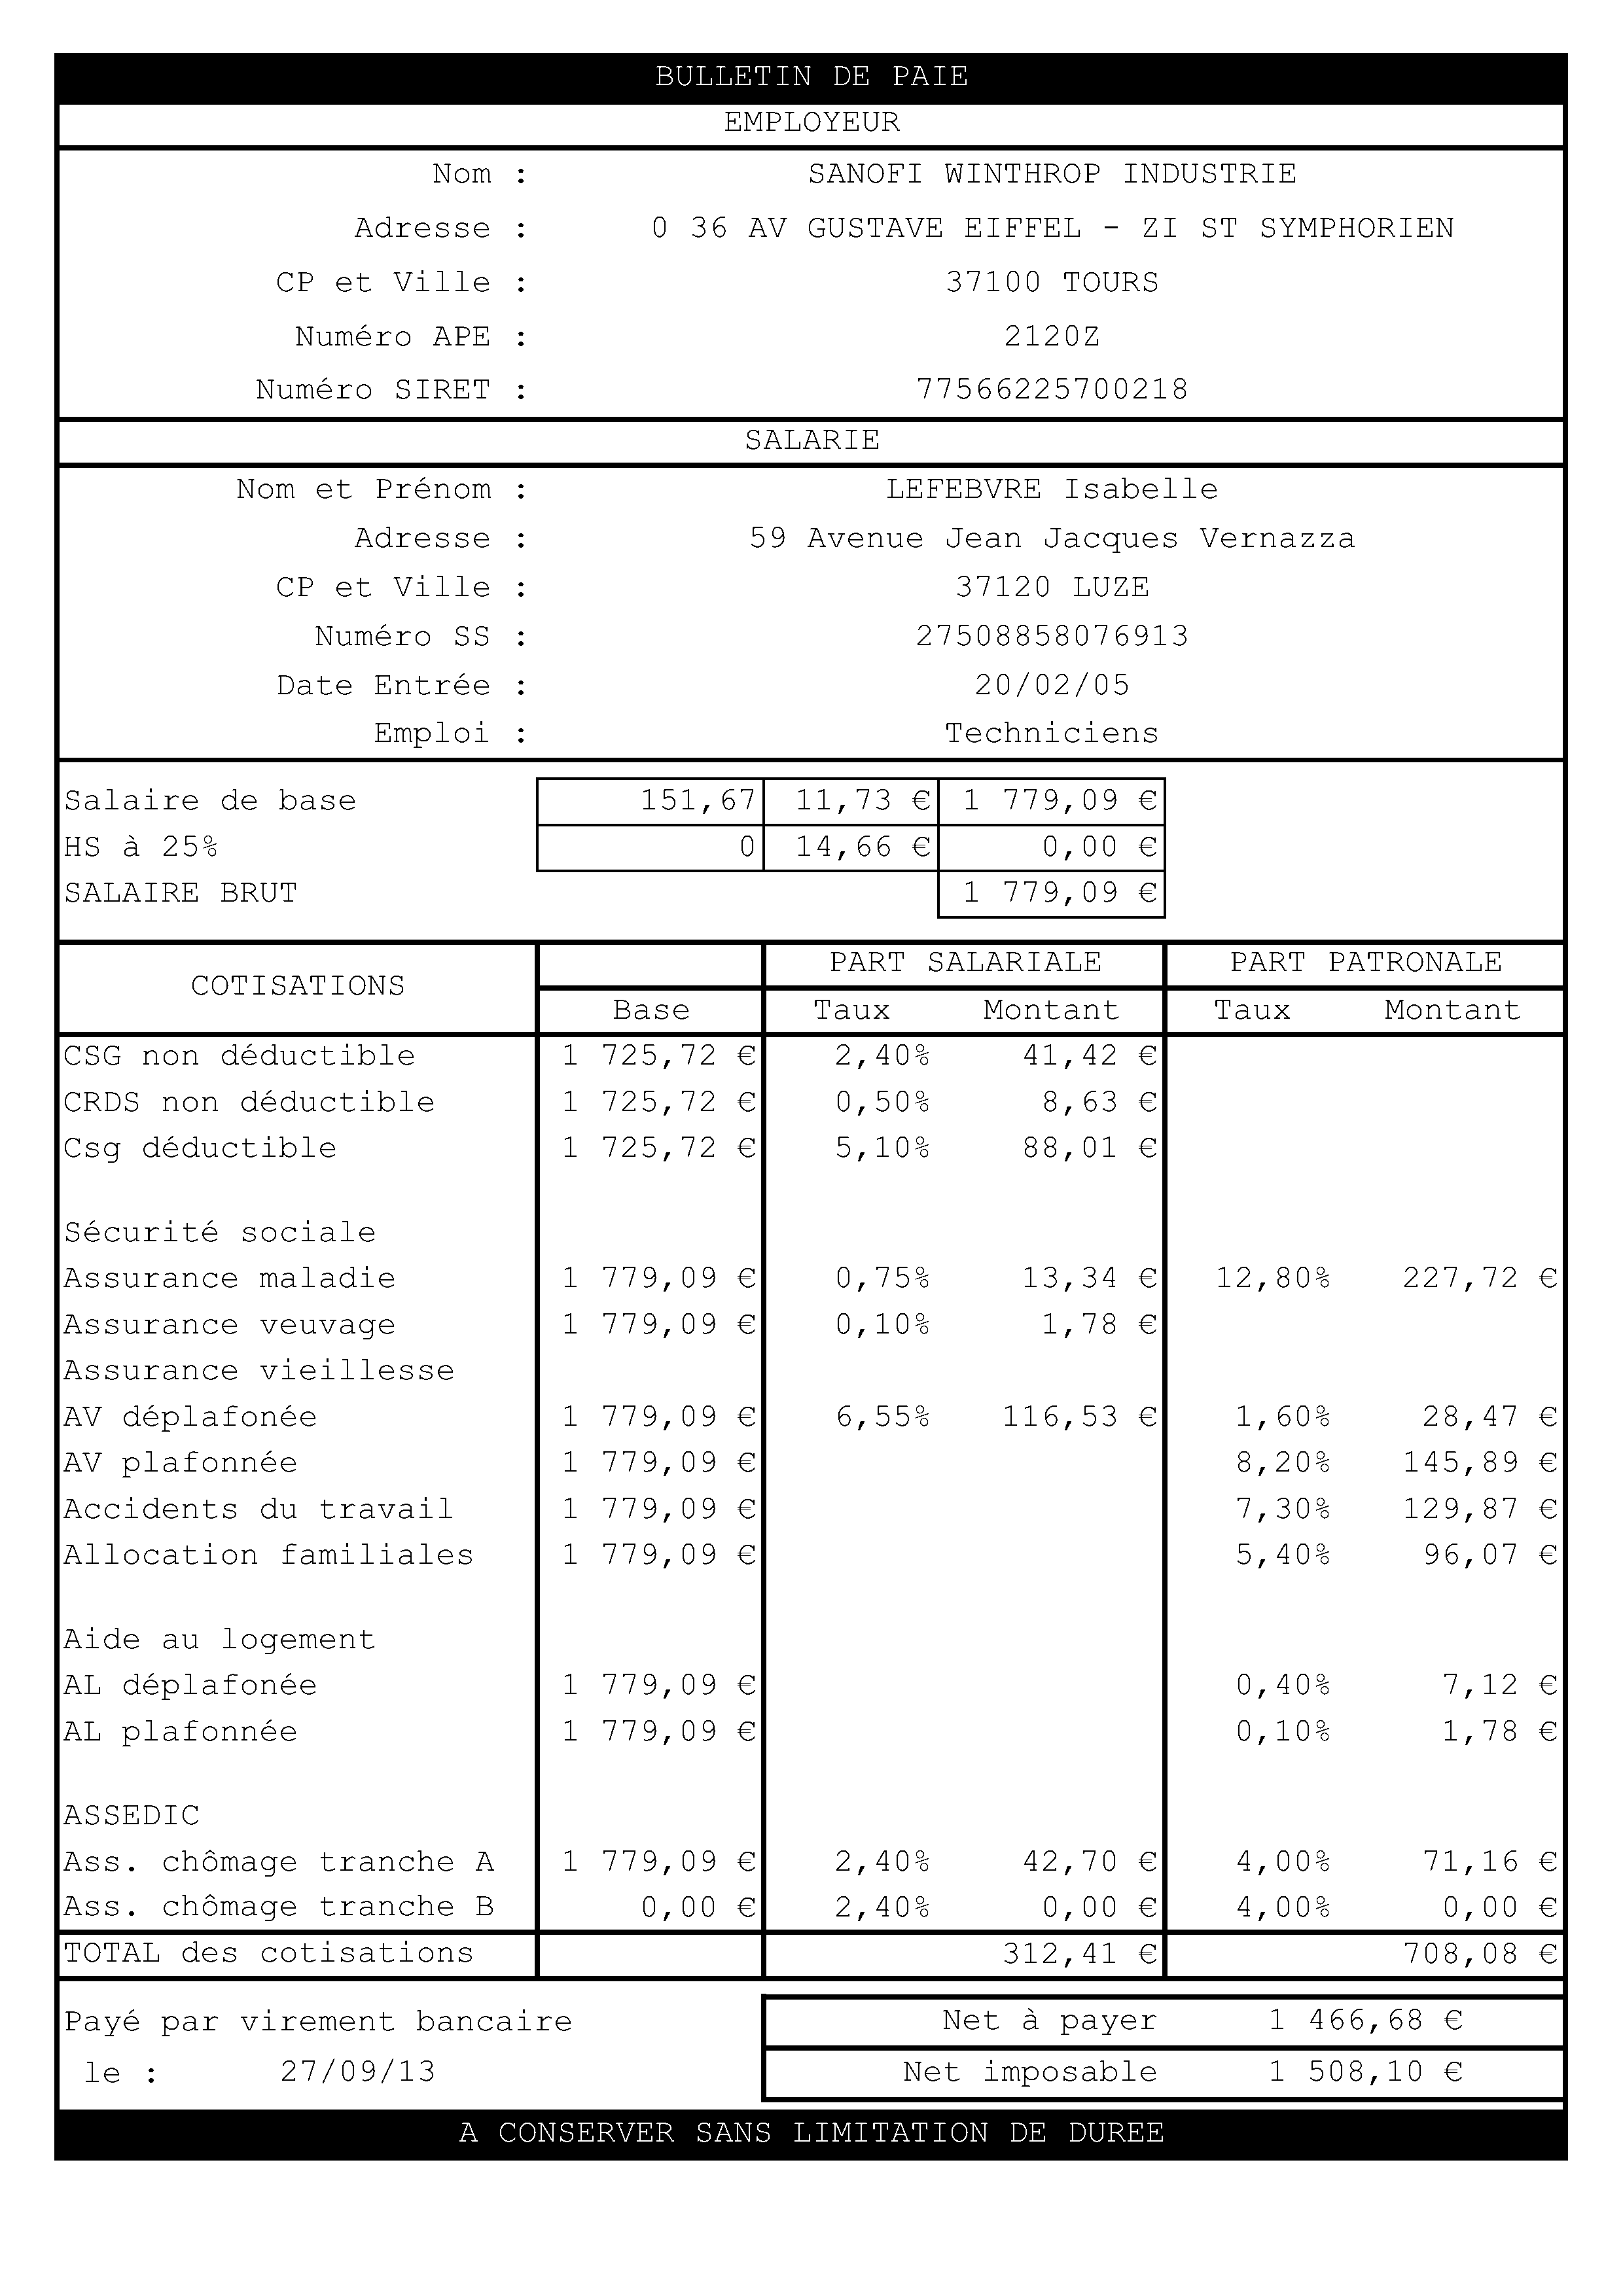 BULLETIN DE PAIE
EMPLOYEUR
Nom : SANOFI WINTHROP INDUSTRIE
Adresse : 0 36 AV GUSTAVE EIFFEL - ZI ST SYMPHORIEN
CP et Ville : 37100 TOURS
Numéro APE : 2120Z
Numéro SIRET : 77566225700218
SALARIE
Nom et Prénom : LEFEBVRE Isabelle
Adresse : 59 Avenue Jean Jacques Vernazza
CP et Ville : 37120 LUZE
Numéro SS : 27508858076913
Date Entrée : 20/02/05
Emploi : Techniciens
Salaire de base 151,67 11,73 € 1 779,09 €
HS à 25% 0 14,66 € 0,00 €
SALAIRE BRUT 1 779,09 €
COTISATIONS PART SALARIALE PART PATRONALE
Base Taux Montant Taux Montant
CSG non déductible 1 725,72 € 2,40% 41,42 €
CRDS non déductible 1 725,72 € 0,50% 8,63 €
Csg déductible 1 725,72 € 5,10% 88,01 €
Sécurité sociale
Assurance maladie 1 779,09 € 0,75% 13,34 € 12,80% 227,72 €
Assurance veuvage 1 779,09 € 0,10% 1,78 €
Assurance vieillesse
AV déplafonée 1 779,09 € 6,55% 116,53 € 1,60% 28,47 €
AV plafonnée 1 779,09 € 8,20% 145,89 €
Accidents du travail 1 779,09 € 7,30% 129,87 €
Allocation familiales 1 779,09 € 5,40% 96,07 €
Aide au logement
AL déplafonée 1 779,09 € 0,40% 7,12 €
AL plafonnée 1 779,09 € 0,10% 1,78 €
ASSEDIC
Ass. chômage tranche A 1 779,09 € 2,40% 42,70 € 4,00% 71,16 €
Ass. chômage tranche B 0,00 € 2,40% 0,00 € 4,00% 0,00 €
TOTAL des cotisations 312,41 € 708,08 €
Payé par virement bancaire Net à payer 1 466,68 €
le : 27/09/13 Net imposable 1 508,10 €
A CONSERVER SANS LIMITATION DE DUREE